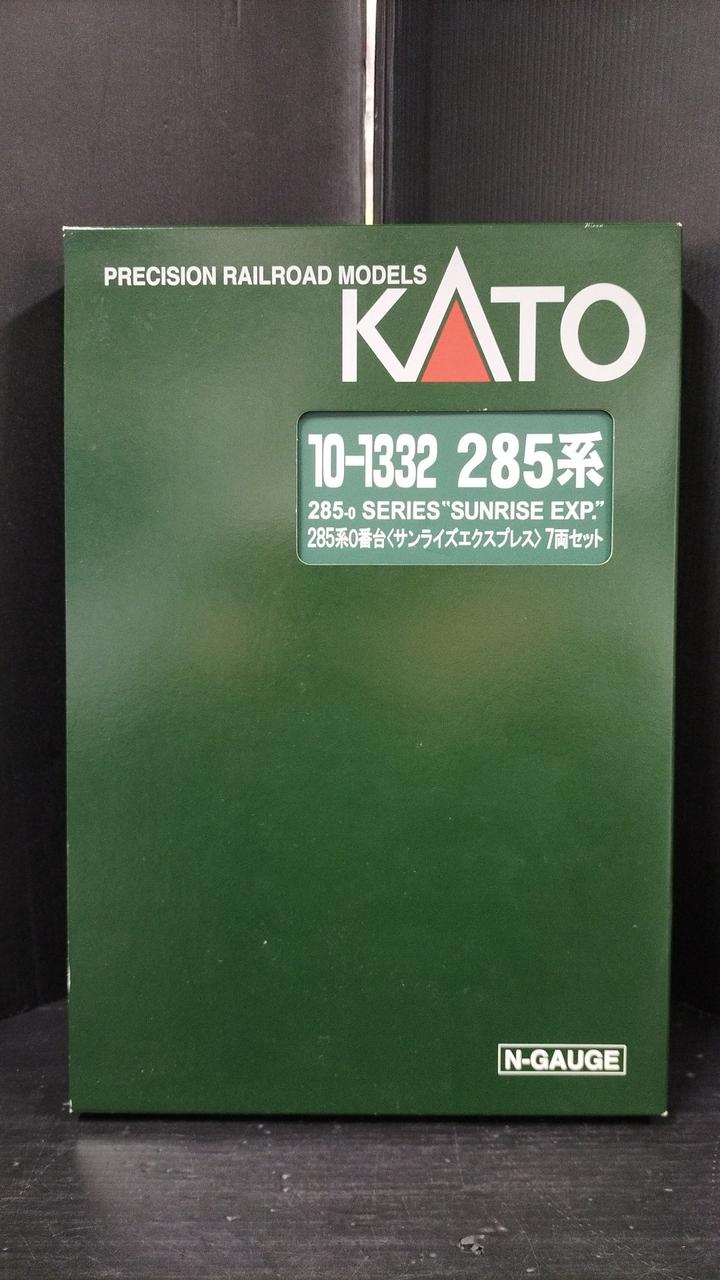 PRECISION RAILROAD MODELS
KATO
10-1332 285系
285-0 SERIES "SUNRISE EXP."
285系0番台〈サンライズエクスプレス〉7両セット
N-GAUGE